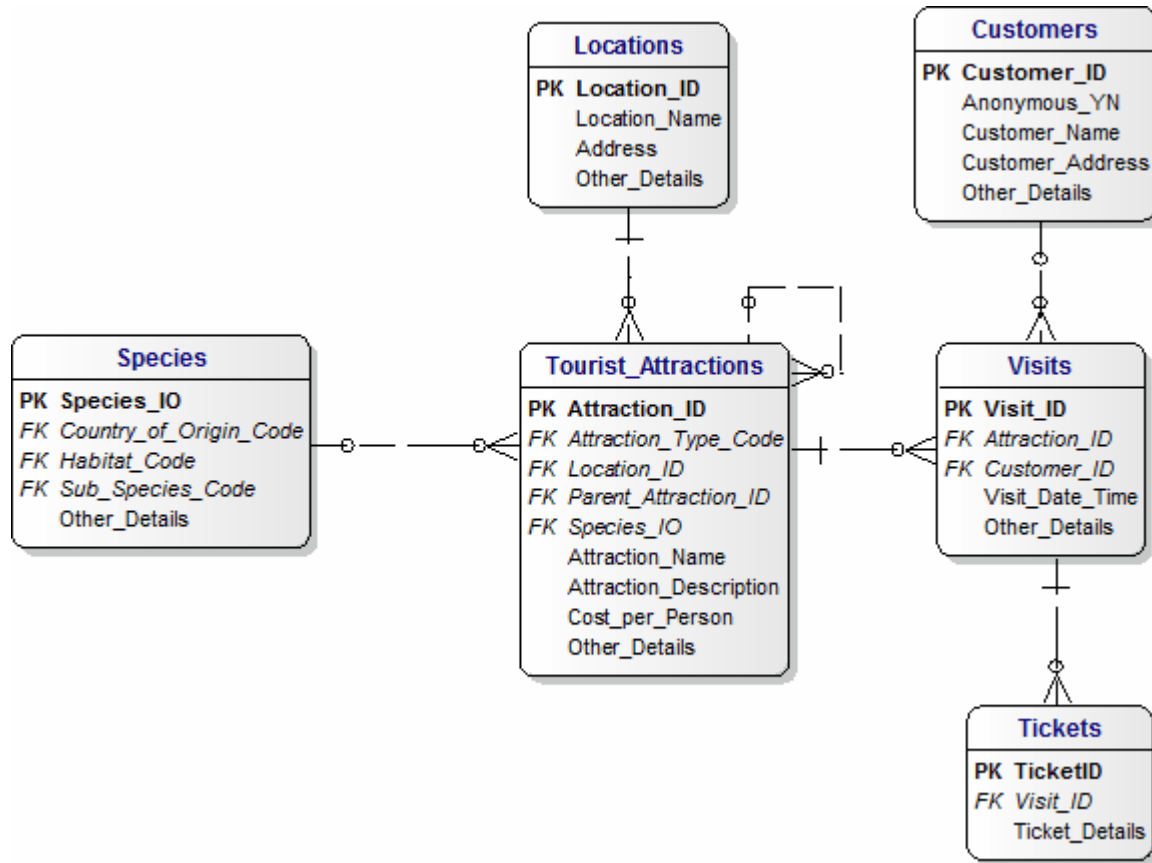 Locations
PK Location_ID
Location_Name
Address
Other_Details
Customers
PK Customer_ID
Anonymous_YN
Customer_Name
Customer_Address
Other_Details
Species
PK Species_IO
FK Country_of_Origin_Code
FK Habitat_Code
FK Sub_Species_Code
Other_Details
Tourist_Attractions
PK Attraction_ID
FK Attraction_Type_Code
FK Location_ID
FK Parent_Attraction_ID
FK Species_IO
Attraction_Name
Attraction_Description
Cost_per_Person
Other_Details
Visits
PK Visit_ID
FK Attraction_ID
FK Customer_ID
Visit_Date_Time
Other_Details
Tickets
PK TicketID
FK Visit_ID
Ticket_Details